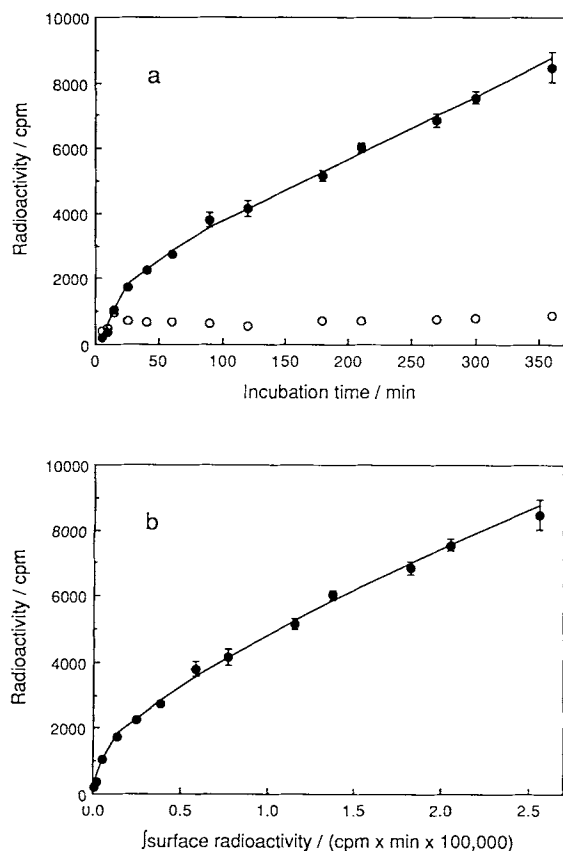 a
10000
8000
6000
4000
2000
0
Radioactivity / cpm
0 50 100 150 200 250 300 350
Incubation time / min
b
10000
8000
6000
4000
2000
0
Radioactivity / cpm
0.0 0.5 1.0 1.5 2.0 2.5
∫surface radioactivity / (cpm x min x 100,000)